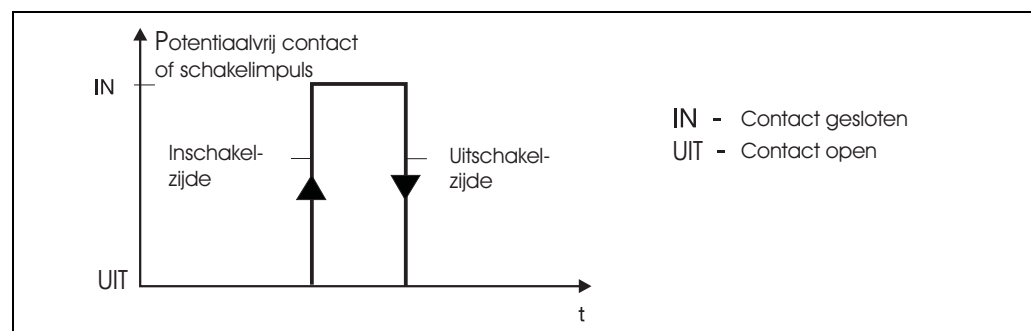 Potentiaalvrij contact
of schakelimpuls
IN
Inschakel-
zijde
Uitschakel-
zijde
UIT
t
IN - Contact gesloten
UIT - Contact open